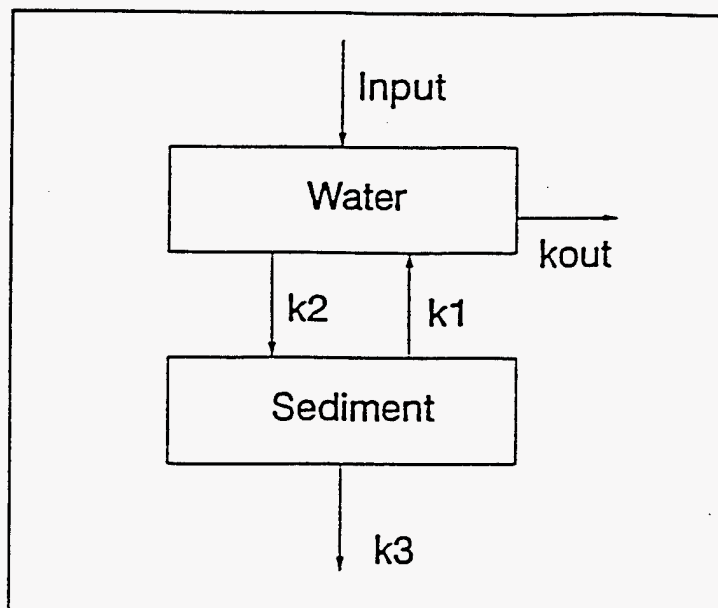 Input
Water
kout
k2
k1
Sediment
k3